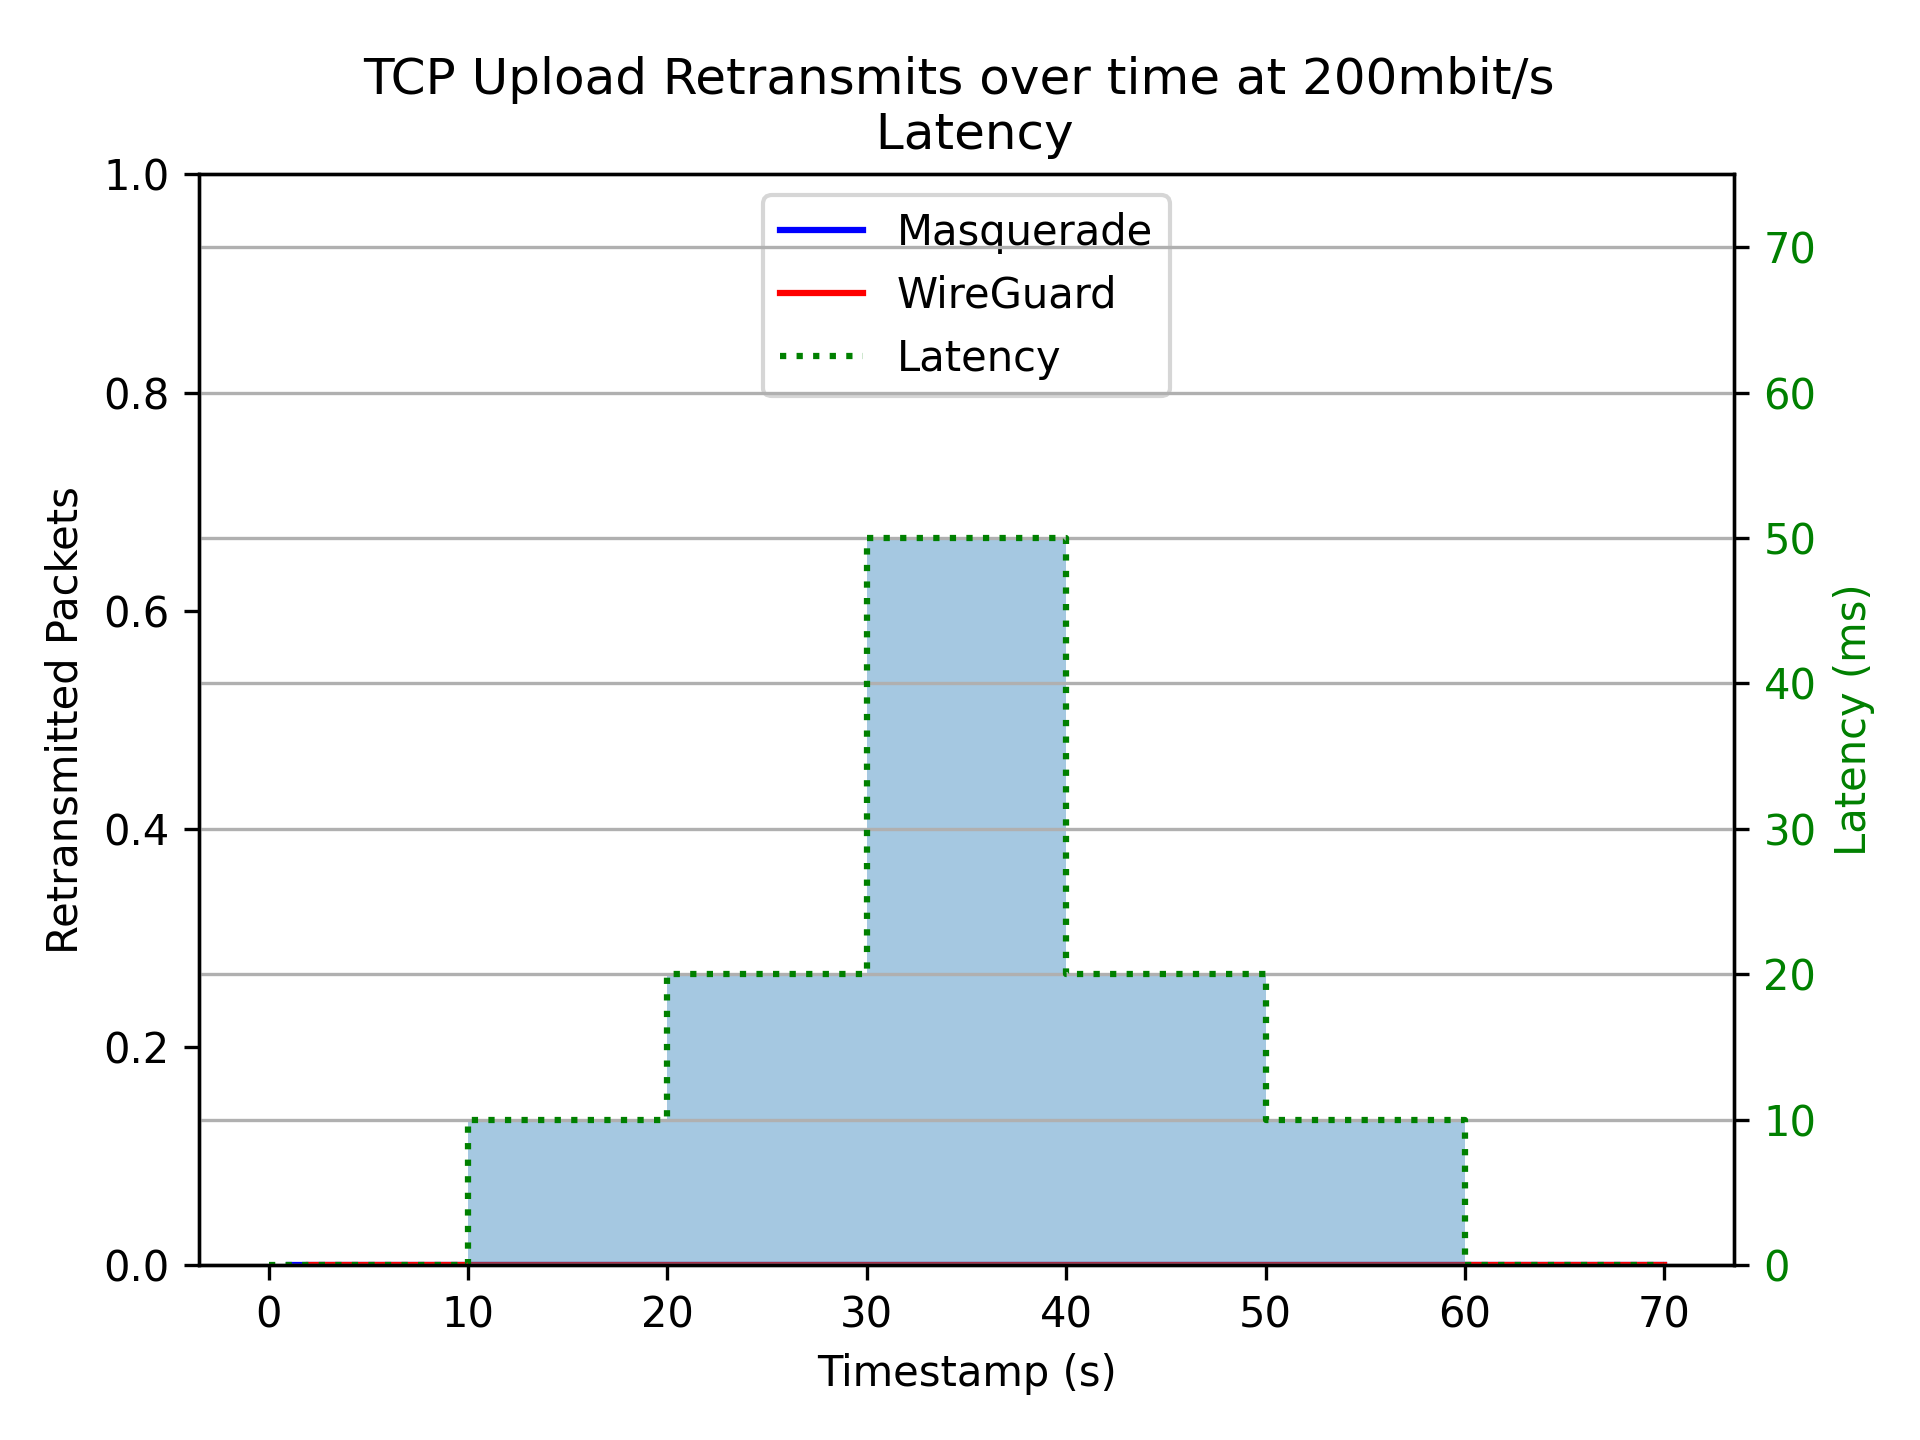 TCP Upload Retransmits over time at 200mbit/s
Latency
Masquerade
WireGuard
Latency
Retransmitted Packets
1.0
0.8
0.6
0.4
0.2
0.0
70
60
50
40
30
20
10
0
Latency (ms)
0 10 20 30 40 50 60 70
Timestamp (s)